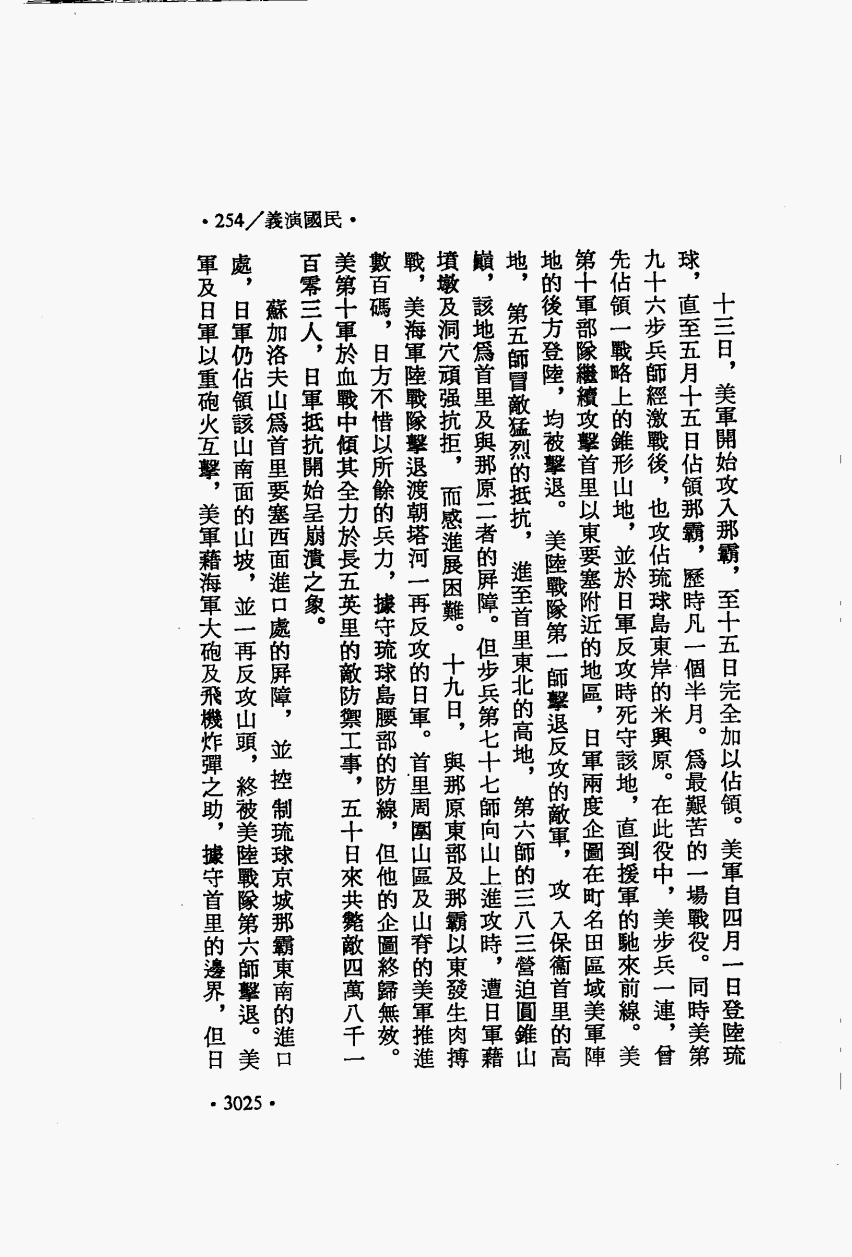 ·254／義演國民·
十三日，美軍開始攻入那霸，至十五日完全加以佔領。美軍自四月一日登陸琉
球，直至五月十五日佔領那霸，歷時凡一個半月。爲最艱苦的一場戰役。同時美第
九十六步兵師經激戰後，也攻佔琉球島東岸的米興原。在此役中，美步兵一連，曾
先佔領一戰略上的錐形山地，並於日軍反攻時死守該地，直到援軍的馳來前線。美
第十軍部隊繼續攻擊首里以東要塞附近的地區，日軍兩度企圖在町名田區域美軍陣
地的後方登陸，均被擊退。美陸戰隊第一師擊退反攻的敵軍，攻入保衞首里的高
地，第五師冒敵猛烈的抵抗，進至首里東北的高地，第六師的三八三營迫圓錐山
巔，該地爲首里及與那原二者的屛障。但步兵第七十七師向山上進攻時，遭日軍藉
墳墩及洞穴頑强抗拒，而感進展困難。十九日，與那原東部及那霸以東發生肉搏
戰，美海軍陸戰隊擊退渡朝塔河一再反攻的日軍。首里周圍山區及山脊的美軍推進
數百碼，日方不惜以所餘的兵力，據守琉球島腰部的防線，但他的企圖終歸無效。
美第十軍於血戰中傾其全力於長五英里的敵防禦工事，五十日來共斃敵四萬八千一
百零三人，日軍抵抗開始呈崩潰之象。
蘇加洛夫山爲首里要塞西面進口處的屛障，並控制琉球京城那霸東南的進口
處，日軍仍佔領該山南面的山坡，並一再反攻山頭，終被美陸戰隊第六師擊退。美
軍及日軍以重砲火互擊，美軍藉海軍大砲及飛機炸彈之助，據守首里的邊界，但日
·3025·